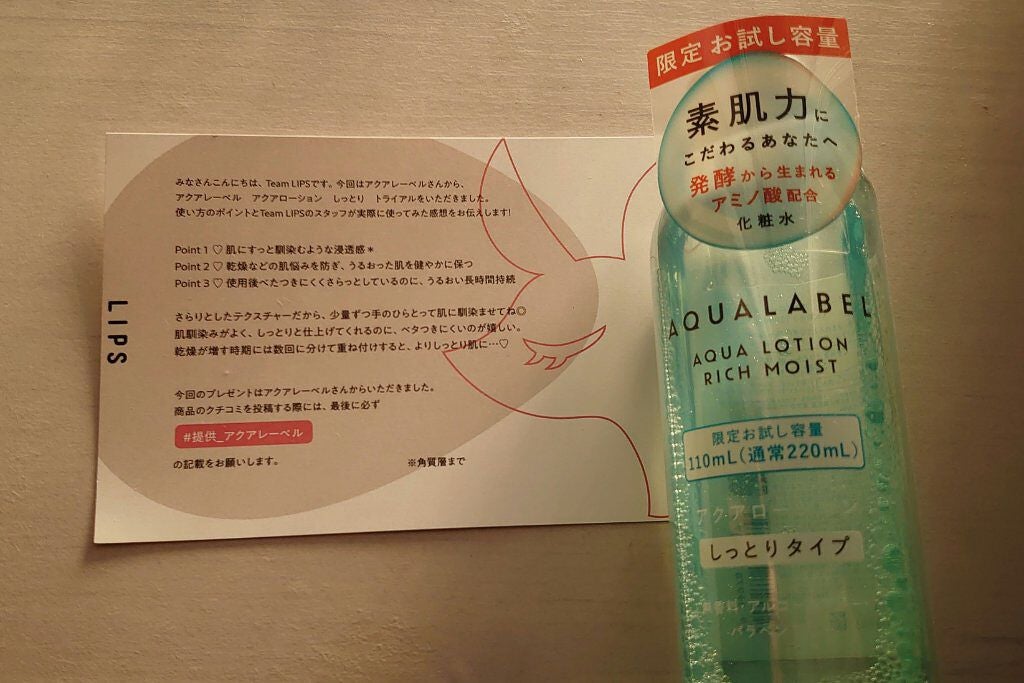 みなさんこんにちは、Team LIPSです。今回はアクアレーベルさんから、
アクアレーベル　アクアローション　しっとり　トライアルをいただきました。
使い方のポイントとTeam LIPSのスタッフが実際に使ってみた感想をお伝えします!
Point 1 ♡ 肌にすっと馴染むような浸透感＊
Point 2 ♡ 乾燥などの肌悩みを防ぎ、うるおった肌を健やかに保つ
Point 3 ♡ 使用後べたつきにくくさらっとしているのに、うるおい長時間持続
さらりとしたテクスチャーだから、少量ずつ手のひらとって肌に馴染ませてね◎
肌馴染みがよく、しっとりと仕上げてくれるのに、ベタつきにくいのが嬉しい。
乾燥が増す時期には数回に分けて重ね付けすると、よりしっとり肌に…♡
今回のプレゼントはアクアレーベルさんからいただきました。
商品のクチコミを投稿する際には、最後に必ず
#提供_アクアレーベル
の記載をお願いします。
※角質層まで
LIPS
限定 お試し容量
素肌力に
こだわるあなたへ
発酵から生まれる
アミノ酸配合
化粧水
AQUALABEL
AQUA LOTION
RICH MOIST
限定お試し容量
110mL(通常220mL)
アクアローション
しっとりタイプ
無香料・アルコ
パラベン